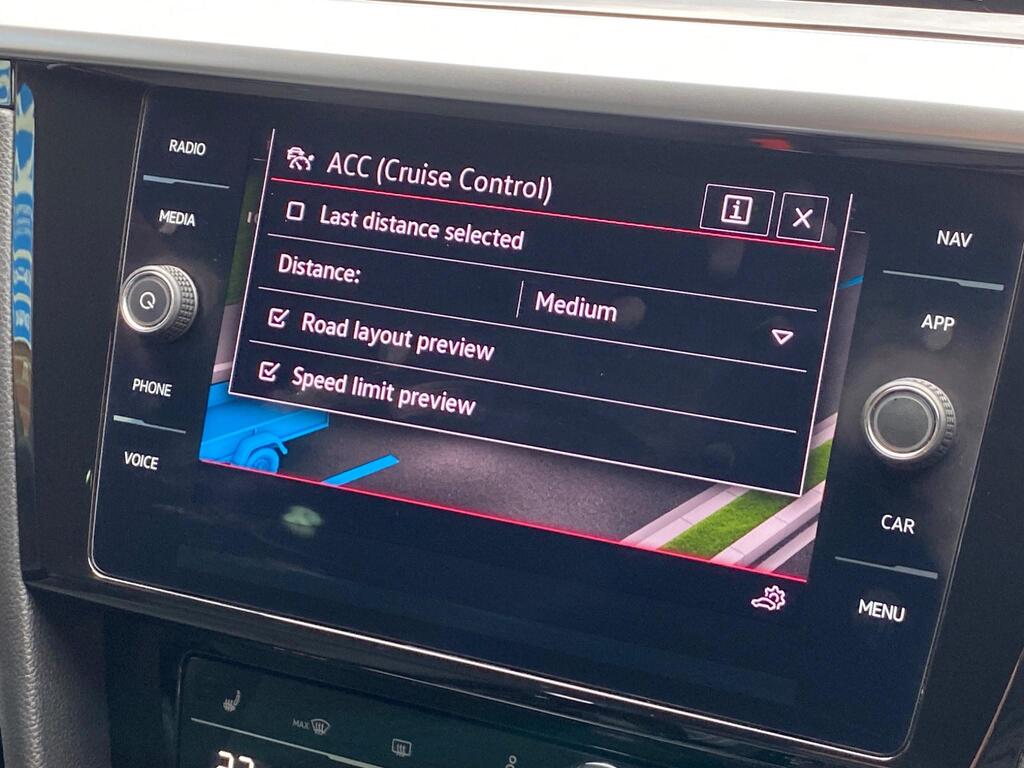 RADIO
MEDIA
PHONE
VOICE
ACC (Cruise Control)
Last distance selected
Distance:
Medium
Road layout preview
Speed limit preview
NAV
APP
CAR
MENU
MAX